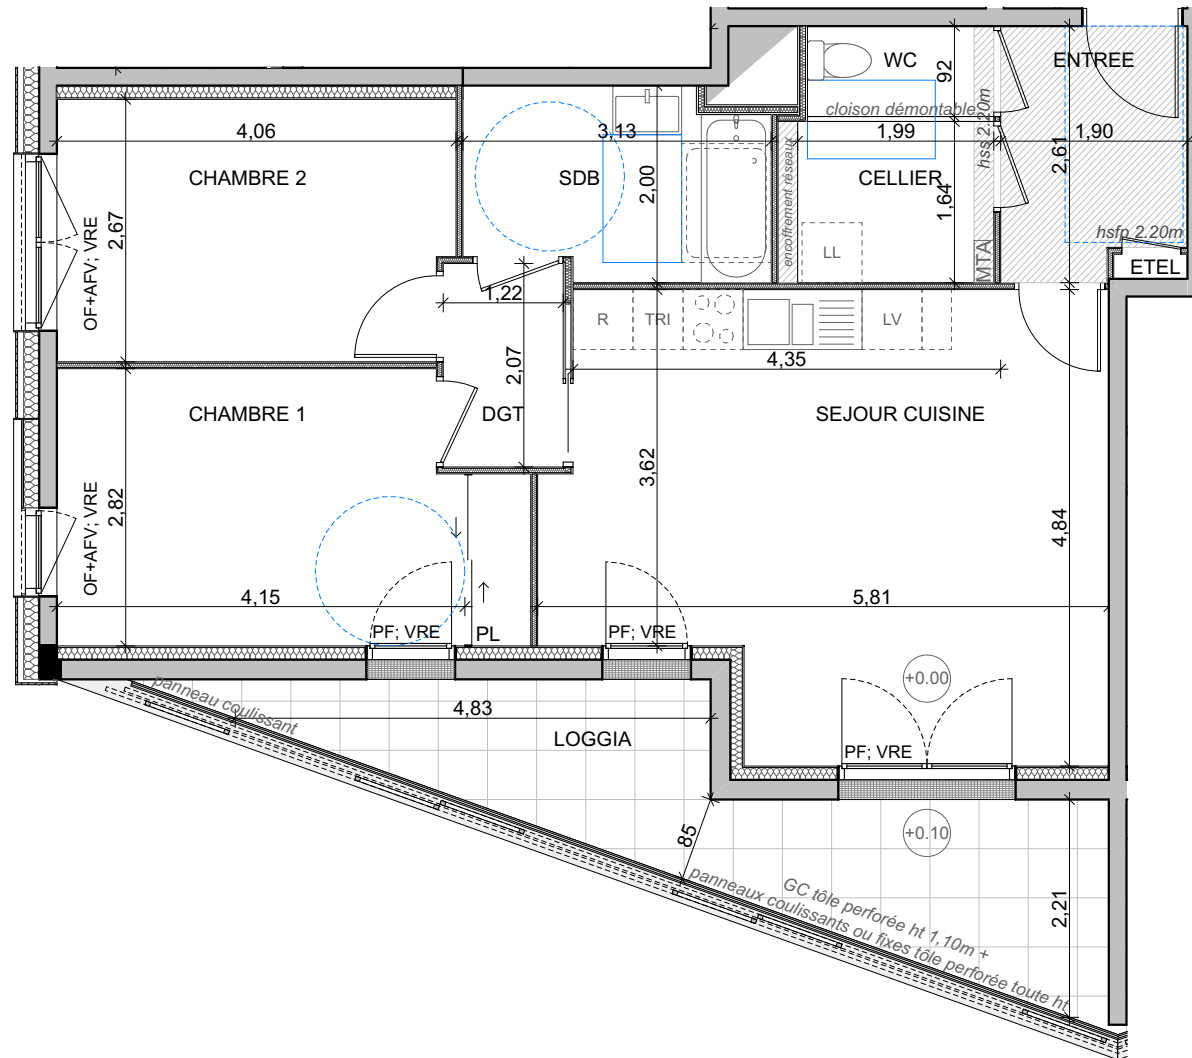 WC
ENTREE
92
cloison démontable
hss 2.20m
4,06
3,13
1,99
1,90
2,61
CHAMBRE 2
SDB
2,00
CELLIER
1,64
encoffrement réseaux
2,67
OF+AFV; VRE
hsfp 2.20m
LL
MTA
ETEL
1,22
R
TRI
LV
2,07
4,35
CHAMBRE 1
DGT
SEJOUR CUISINE
3,62
2,82
OF+AFV; VRE
4,84
4,15
5,81
PF; VRE
PL
PF; VRE
+0.00
panneau coulissant
4,83
LOGGIA
PF; VRE
85
+0.10
2,21
GC tôle perforée ht 1,10m +
panneaux coulissants ou fixes tôle perforée toute ht